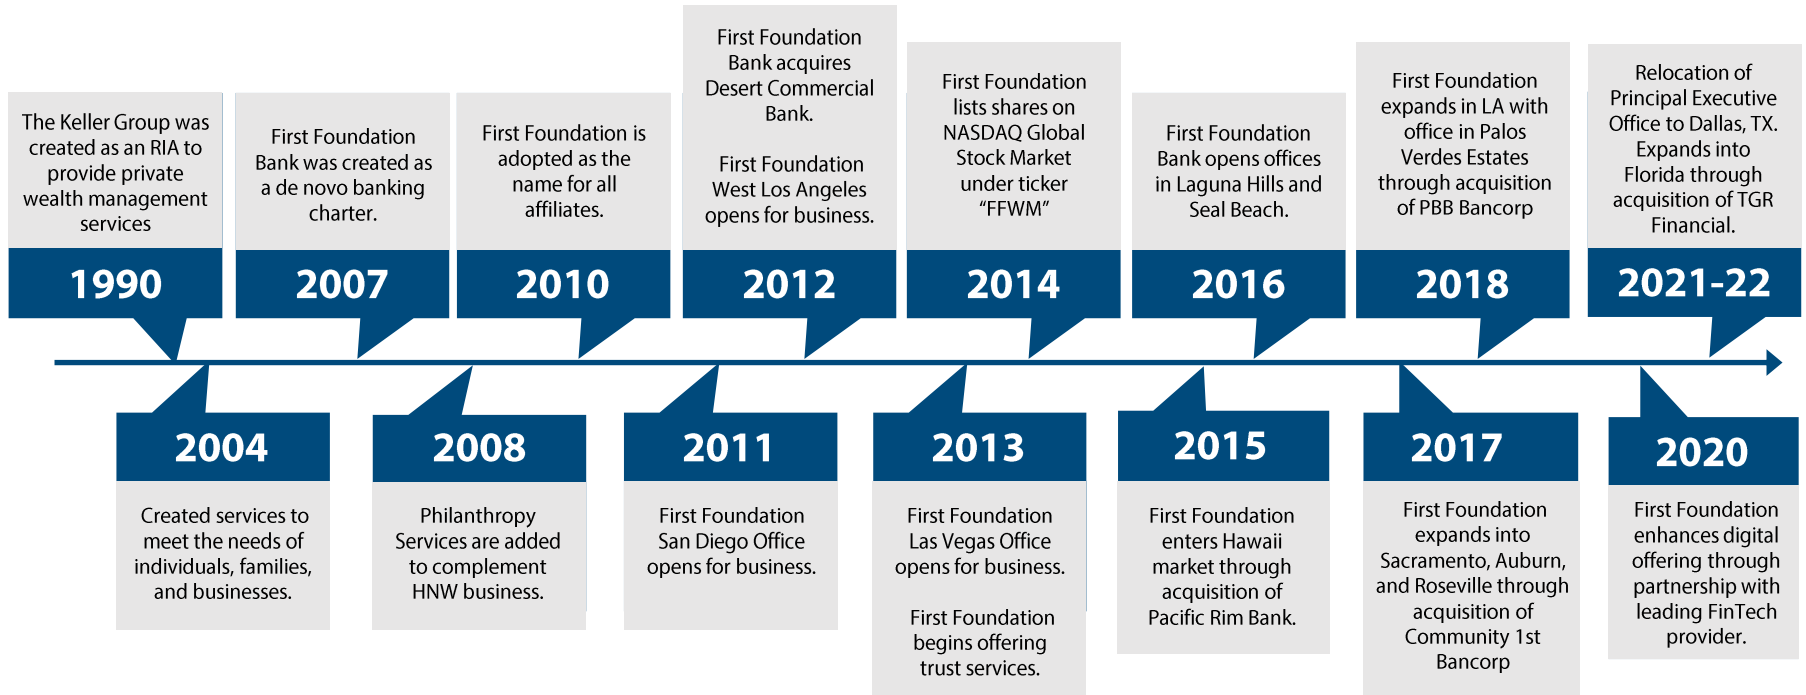 The Keller Group was
created as an RIA to
provide private
wealth management
services
1990
First Foundation
Bank was created as
a de novo banking
charter.
2007
First Foundation is
adopted as the
name for all
affiliates.
2010
First Foundation
Bank acquires
Desert Commercial
Bank.
First Foundation
West Los Angeles
opens for business.
2012
First Foundation
lists shares on
NASDAQ Global
Stock Market
under ticker
“FFWM”
2014
First Foundation
Bank opens offices
in Laguna Hills and
Seal Beach.
2016
First Foundation
expands in LA with
office in Palos
Verdes Estates
through acquisition
of PBB Bancorp
2018
Relocation of
Principal Executive
Office to Dallas, TX.
Expands into
Florida through
acquisition of TGR
Financial.
2021-22
2004
Created services to
meet the needs of
individuals, families,
and businesses.
2008
Philanthropy
Services are added
to complement
HNW business.
2011
First Foundation
San Diego Office
opens for business.
2013
First Foundation
Las Vegas Office
opens for business.
First Foundation
begins offering
trust services.
2015
First Foundation
enters Hawaii
market through
acquisition of
Pacific Rim Bank.
2017
First Foundation
expands into
Sacramento, Auburn,
and Roseville through
acquisition of
Community 1st
Bancorp
2020
First Foundation
enhances digital
offering through
partnership with
leading FinTech
provider.